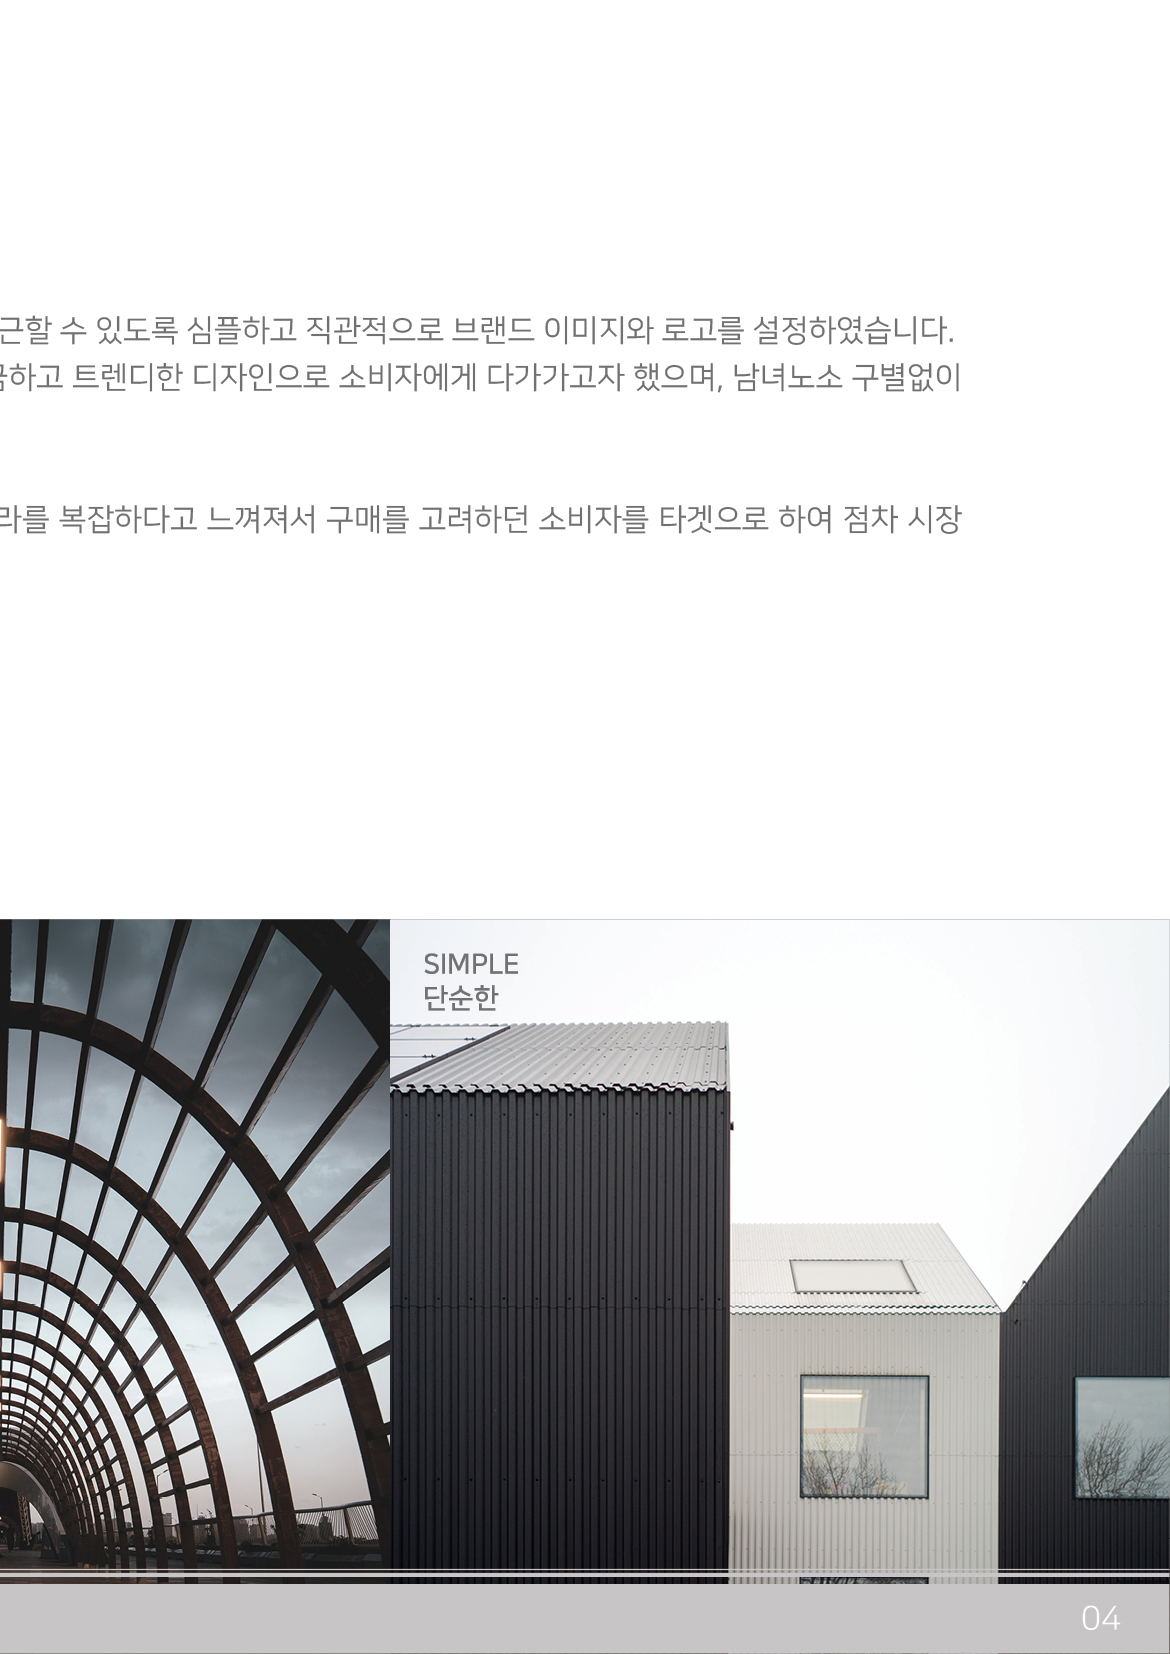 근할 수 있도록 심플하고 직관적으로 브랜드 이미지와 로고를 설정하였습니다.
하고 트렌디한 디자인으로 소비자에게 다가가고자 했으며, 남녀노소 구별없이
라를 복잡하다고 느껴져서 구매를 고려하던 소비자를 타겟으로 하여 점차 시장
SIMPLE
단순한
04